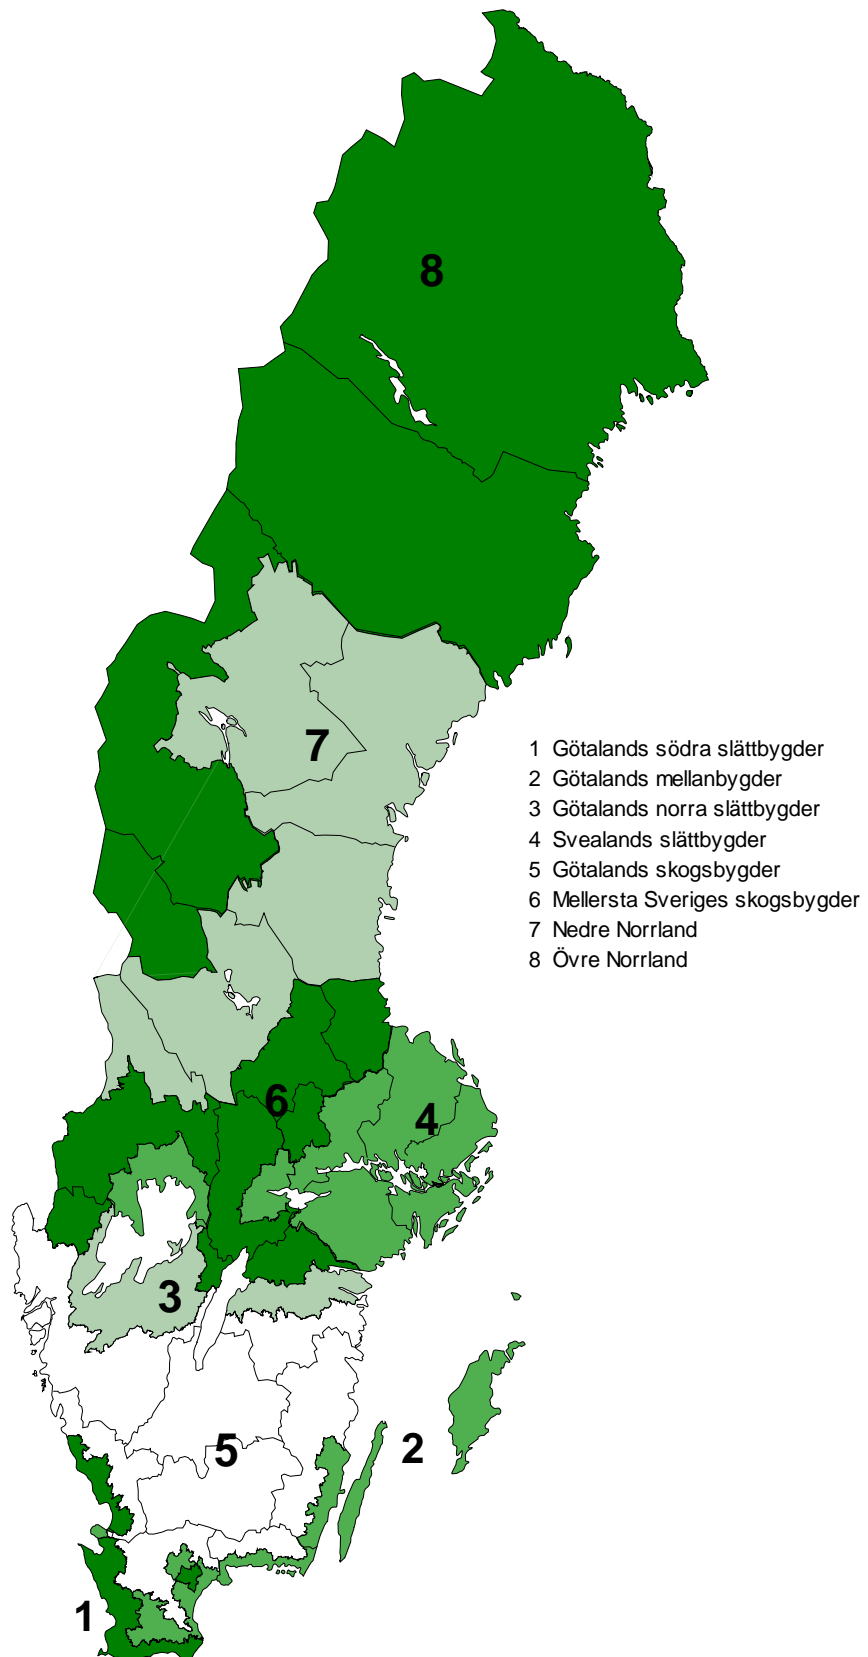 8
7
1 Götalands södra slättbygder
2 Götalands mellanbygder
3 Götalands norra slättbygder
4 Svealands slättbygder
5 Götalands skogsbygder
6 Mellersta Sveriges skogsbygder
7 Nedre Norrland
8 Övre Norrland
6
4
3
5
2
1